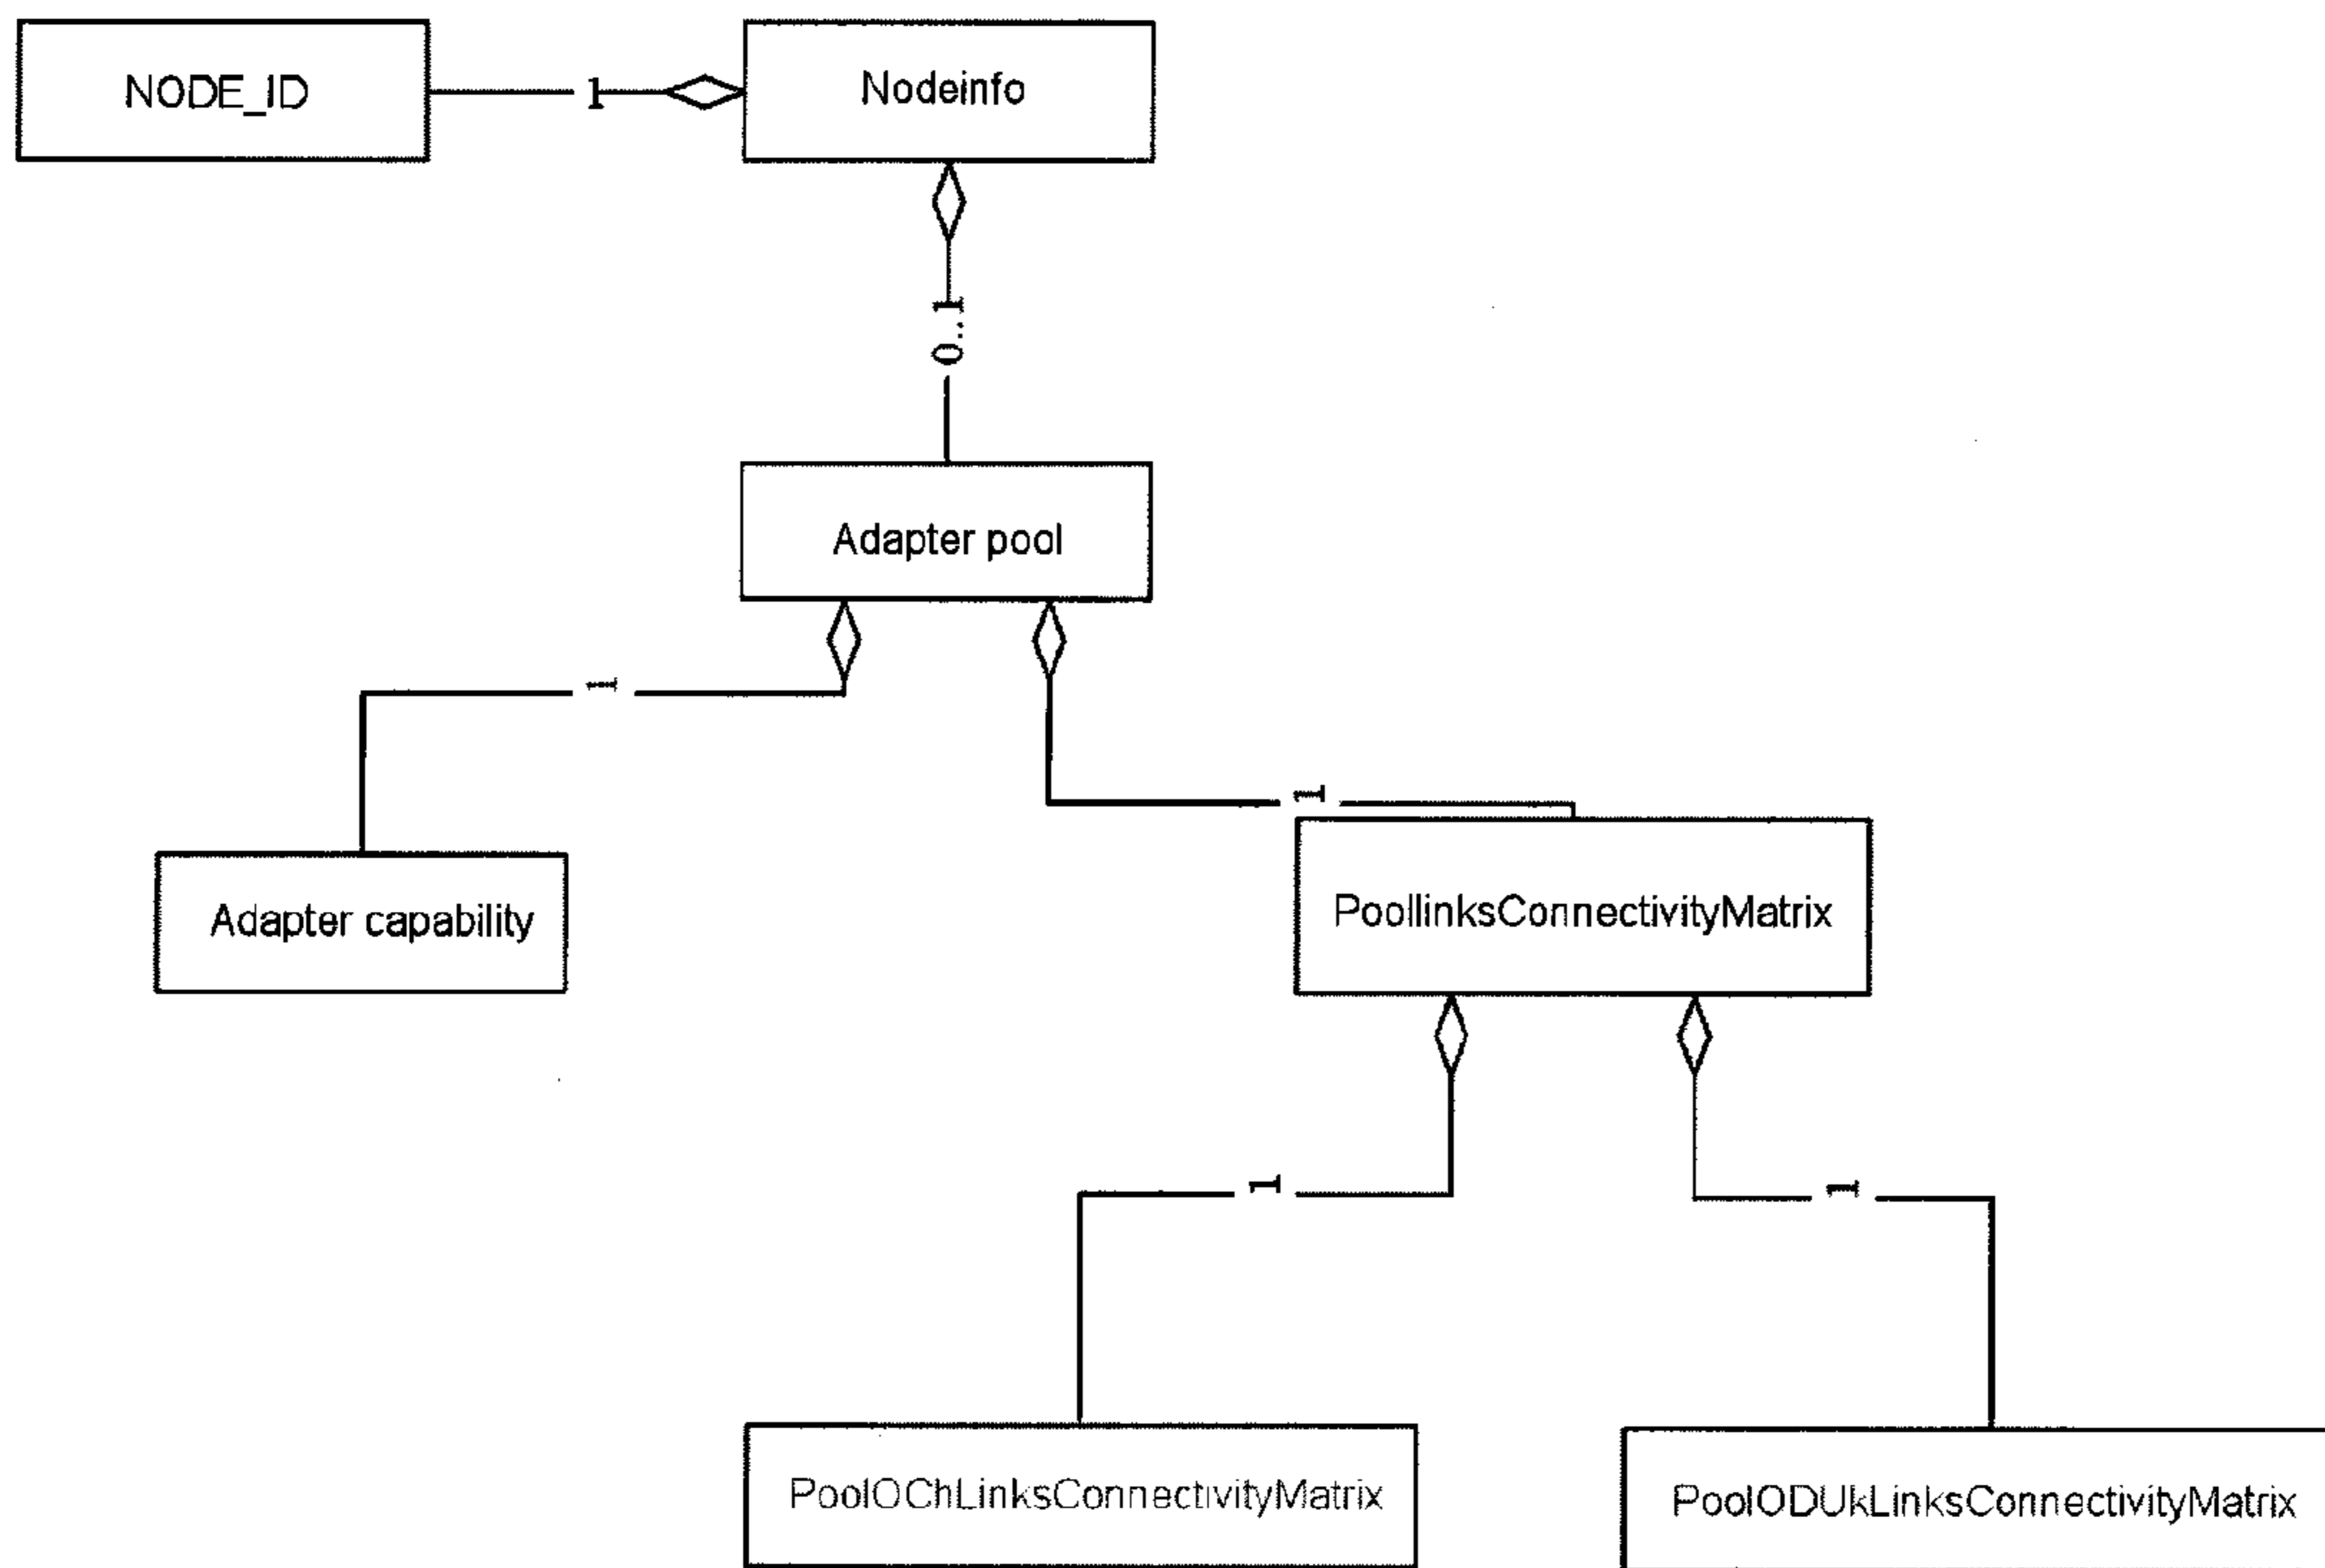 NODE_ID
1
Nodeinfo
0..1
Adapter pool
1
1
Adapter capability
PoollinksConnectivityMatrix
1
1
PoolOChLinksConnectivityMatrix
PoolODUkLinksConnectivityMatrix